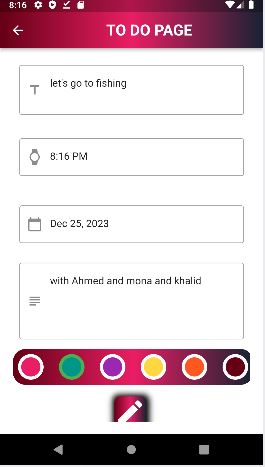 8:16
TO DO PAGE
let's go to fishing
8:16 PM
Dec 25, 2023
with Ahmed and mona and khalid